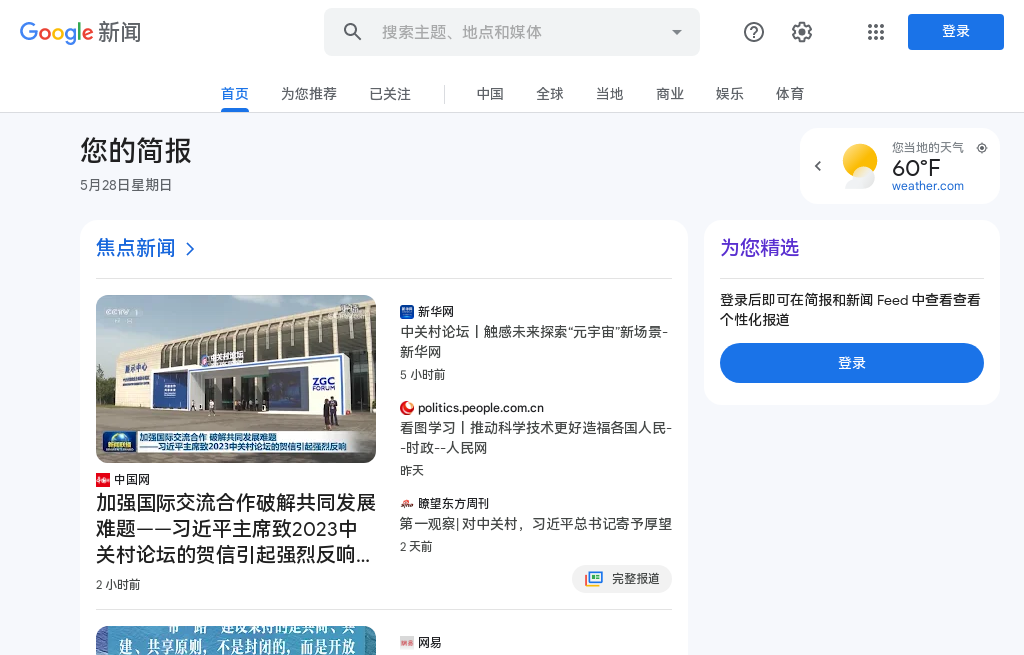 Google 新闻
搜索主题、地点和媒体
登录
首页
为您推荐
已关注
中国
全球
当地
商业
娱乐
体育
您的简报
5月28日星期日
您当地的天气
60°F
weather.com
焦点新闻
CCTV 1
展示中心
中关村论坛
ZGC
FORUM
新闻联播
加强国际交流合作 破解共同发展难题
——习近平主席致2023中关村论坛的贺信引起强烈反响
中国网
加强国际交流合作破解共同发展
难题——习近平主席致2023中
关村论坛的贺信引起强烈反响...
2 小时前
新华网
中关村论坛丨触感未来探索“元宇宙”新场景-
新华网
5 小时前
politics.people.com.cn
看图学习丨推动科学技术更好造福各国人民-
-时政--人民网
昨天
瞭望东方周刊
第一观察| 对中关村，习近平总书记寄予厚望
2 天前
完整报道
为您精选
登录后即可在简报和新闻 Feed 中查看查看
个性化报道
登录
“一带一路”建设秉持的是共商、共
建、共享原则，不是封闭的，而是开放
网易